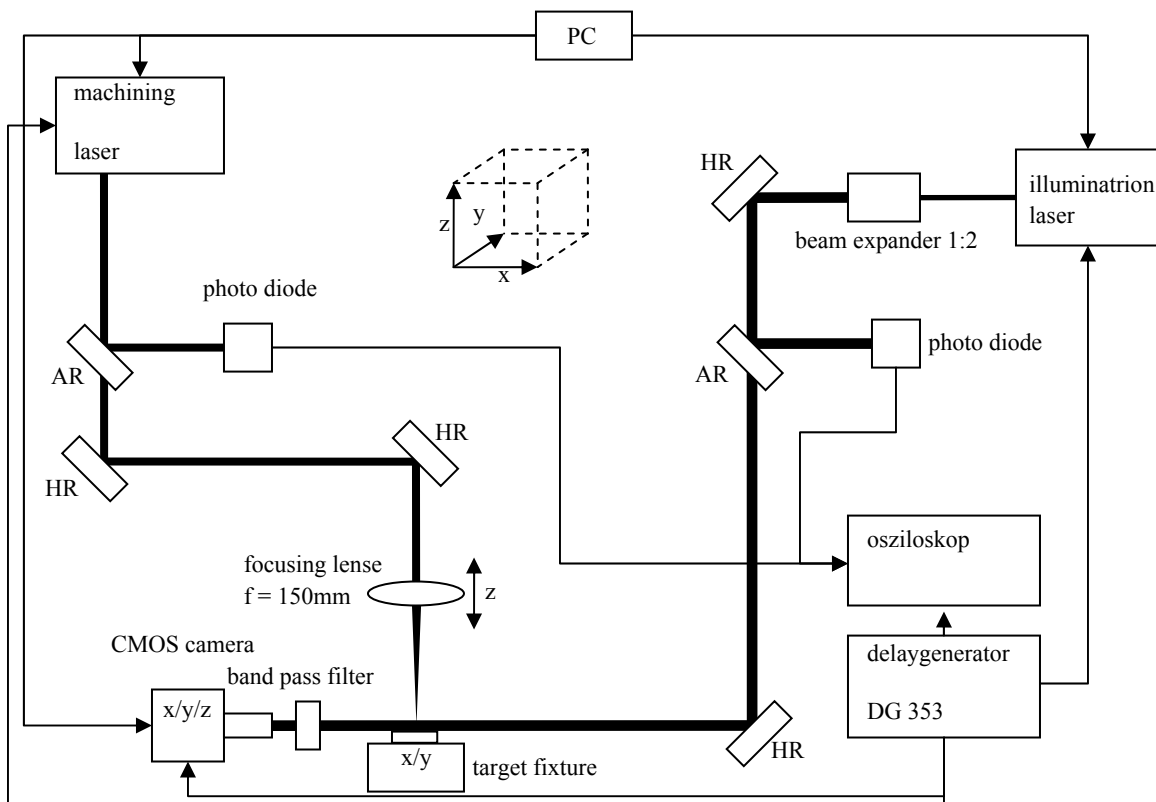 PC
machining
laser
HR
illuminatrion
laser
z
y
x
beam expander 1:2
photo diode
photo diode
AR
AR
HR
HR
osziloskop
focusing lense
f = 150mm
z
CMOS camera
band pass filter
delaygenerator
DG 353
x/y/z
x/y
target fixture
HR